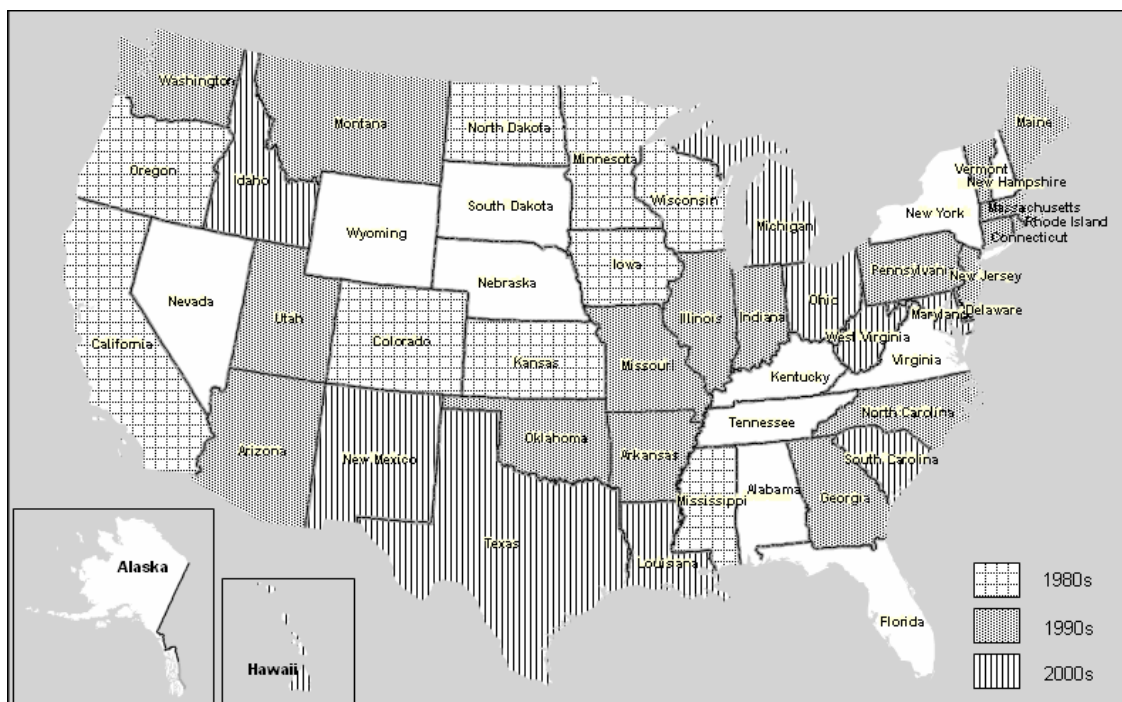 Washington
Montana
North Dakota
Minnesota
Maine
Oregon
Idaho
Wisconsin
Vermont
New Hampshire
South Dakota
Wyoming
Michigan
New York
Massachusetts
Rhode Island
Connecticut
Iowa
Nebraska
Pennsylvania
New Jersey
Nevada
Utah
Illinois
Indiana
Ohio
Maryland
Delaware
California
Colorado
West Virginia
Virginia
Kansas
Missouri
Kentucky
North Carolina
Tennessee
Arizona
New Mexico
Oklahoma
Arkansas
South Carolina
Mississippi
Alabama
Georgia
Texas
Louisiana
Alaska
Hawaii
Florida
1980s
1990s
2000s